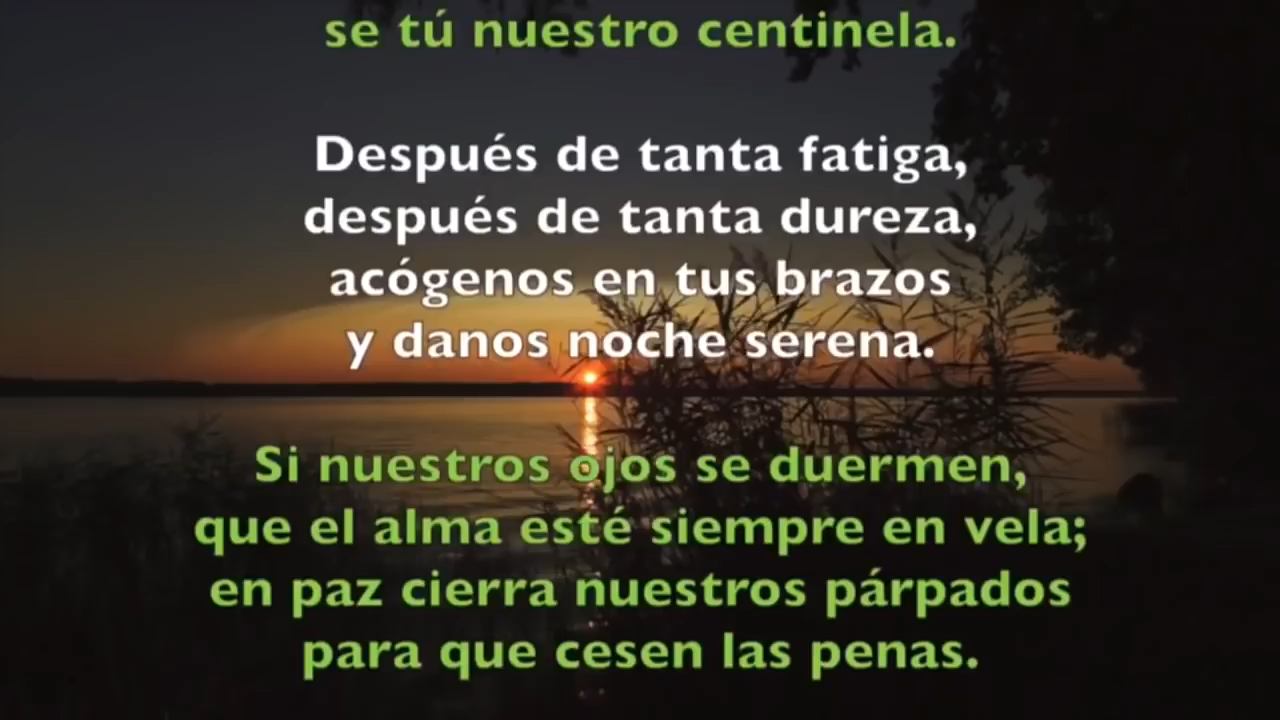 se tú nuestro centinela.
Después de tanta fatiga,
después de tanta dureza,
acógenos en tus brazos
y danos noche serena.
Si nuestros ojos se duermen,
que el alma esté siempre en vela;
en paz cierra nuestros párpados
para que cesen las penas.